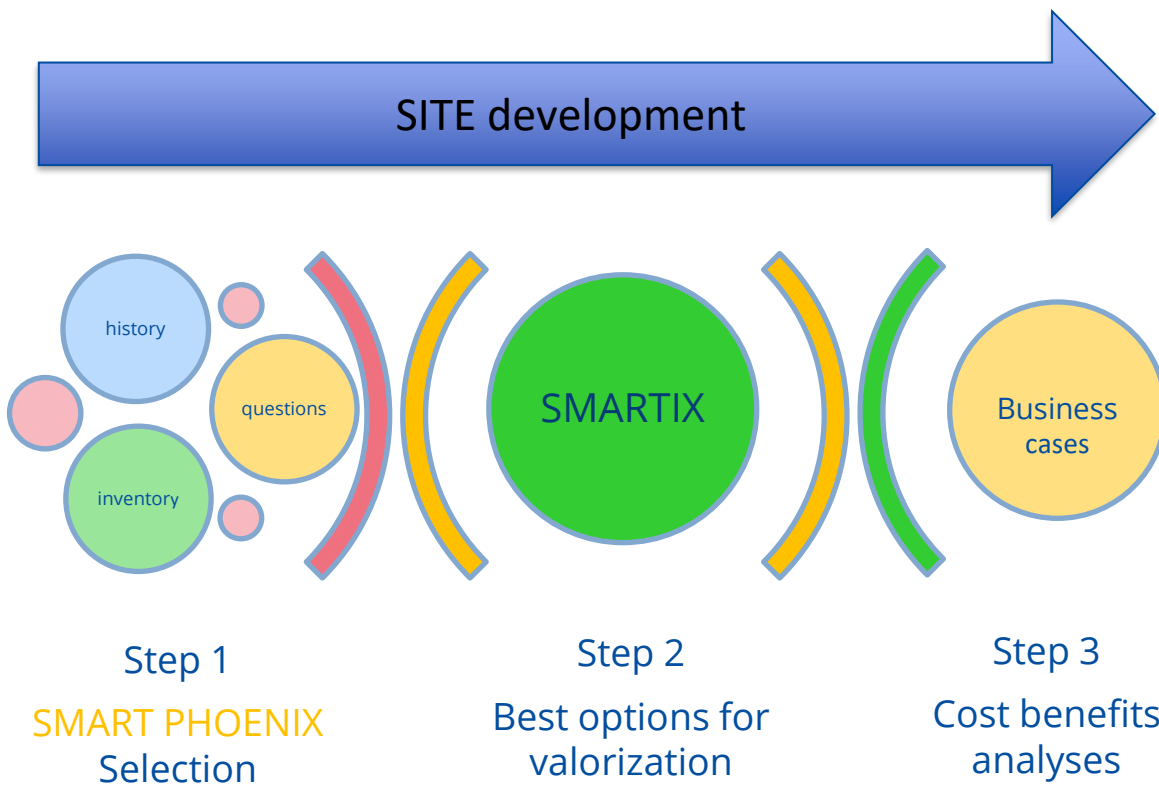 SITE development
history
questions
inventory
SMARTIX
Business
cases
Step 1
SMART PHOENIX
Selection
Step 2
Best options for
valorization
Step 3
Cost benefits
analyses